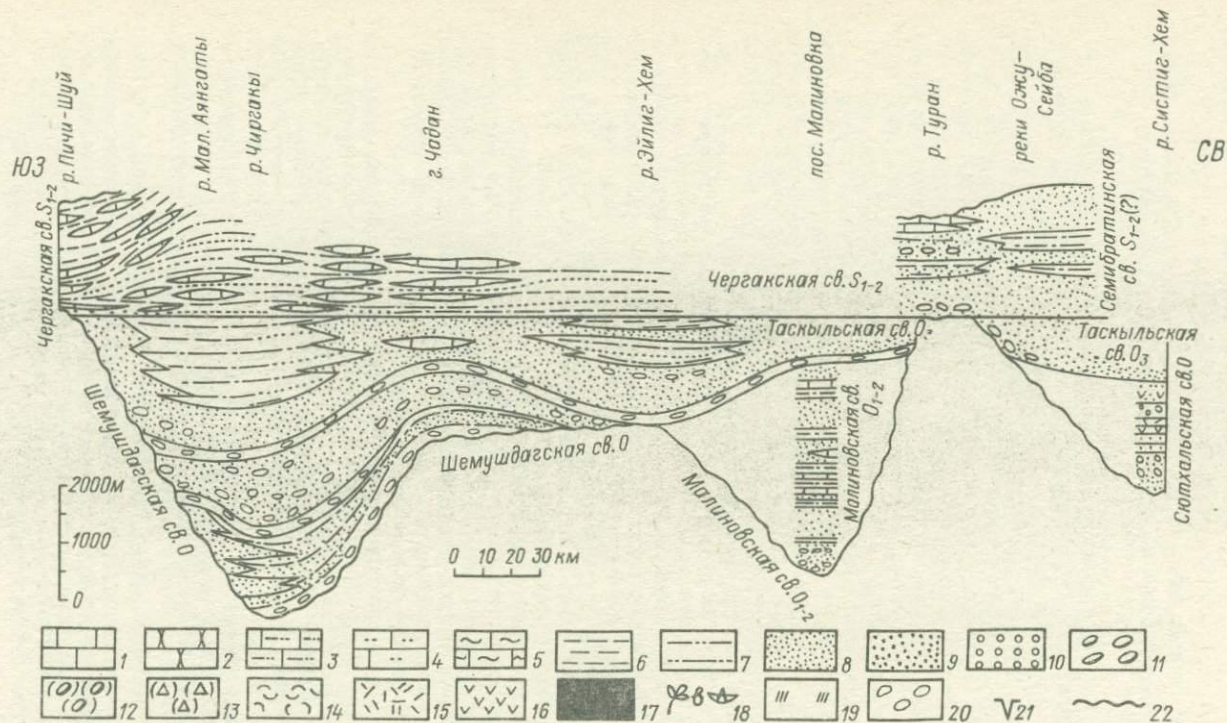 ЮЗ
р. Пичи-Шуй
р. Мал. Аянгаты
р. Чиргакы
г. Чадан
р. Эйлиг-Хем
пос. Малиновка
р. Туран
реки Ожу-
Сейба
р. Систиг-Хем
СВ
Чергакская св. S₁₋₂
Чергакская св. S₁₋₂
Семибратинская
св. S₁₋₂(?)
Таскыльская св. O₃
Таскыльская
св. O₃
Шемушдагская св. O
Шемушдагская св. O
Малиновская св. O₁₋₂
Малиновская св.
O₁₋₂
Сютхальская св. O
2000м
1000
0
0 10 20 30 км
1 2 3 4 5 6 7 8 9 10 11
12 13 14 15 16 17 18 19 20 21 22